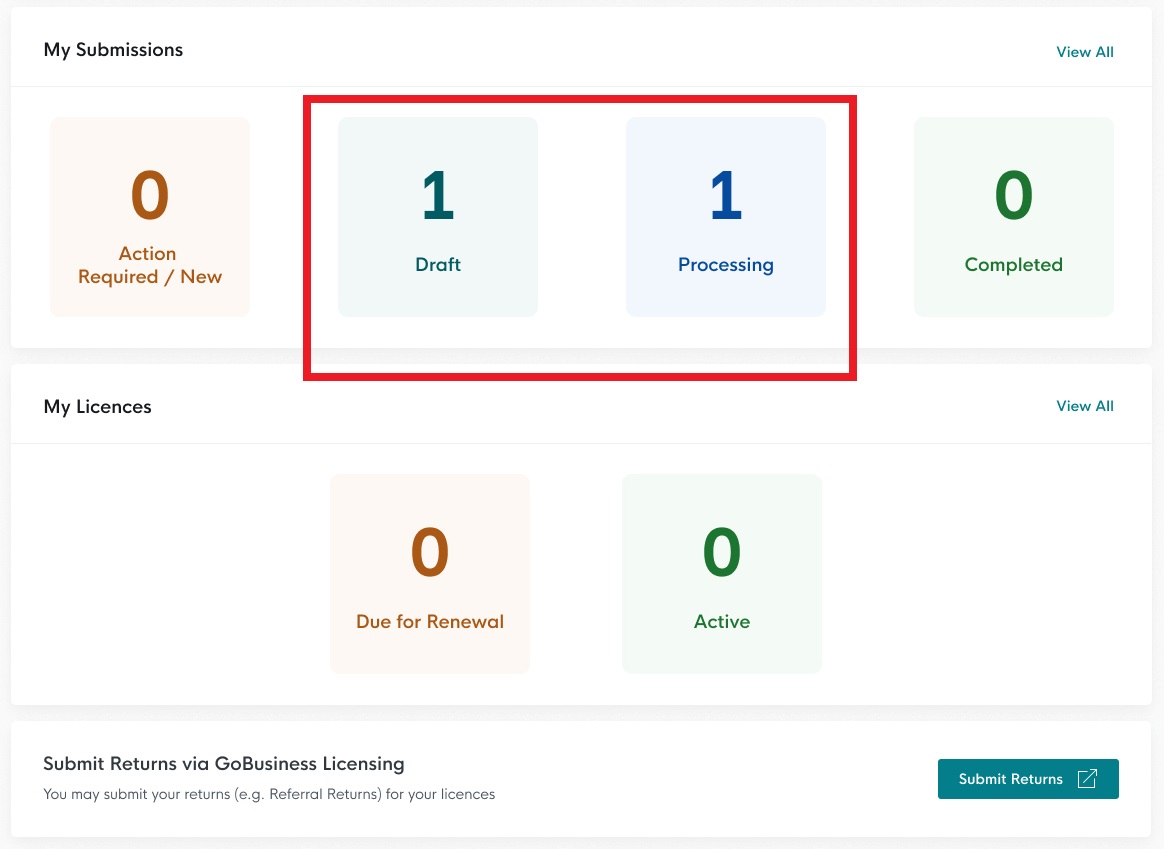 My Submissions
View All
0
Action
Required / New
1
Draft
1
Processing
0
Completed
My Licences
View All
0
Due for Renewal
0
Active
Submit Returns via GoBusiness Licensing
You may submit your returns (e.g. Referral Returns) for your licences
Submit Returns